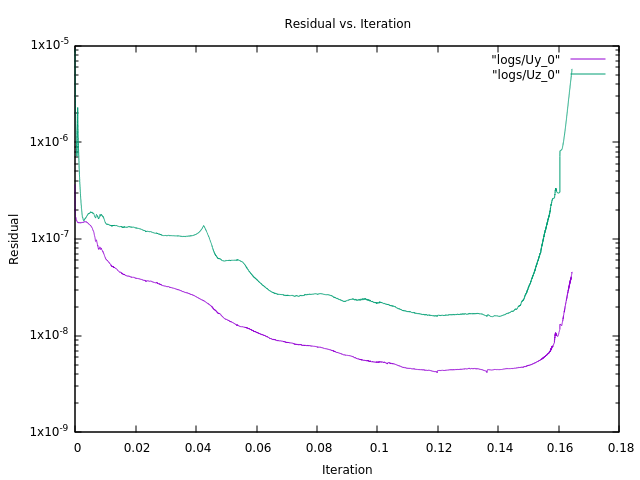 Residual vs. Iteration
"logs/Uy_0"
"logs/Uz_0"
1x10-5
1x10-6
1x10-7
1x10-8
1x10-9
Residual
0 0.02 0.04 0.06 0.08 0.1 0.12 0.14 0.16 0.18
Iteration